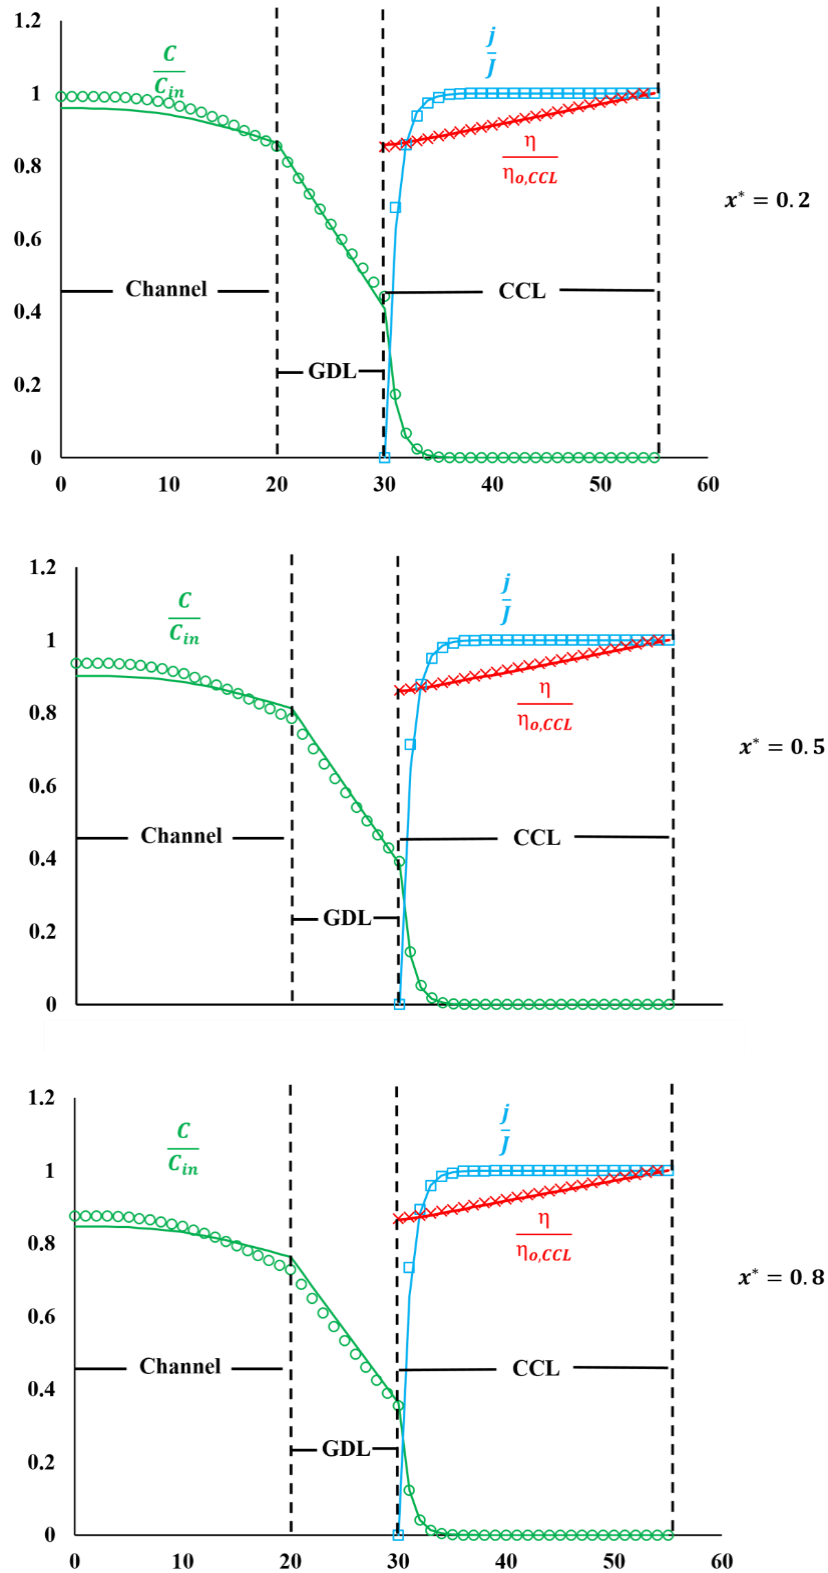 1.2
1
0.8
0.6
0.4
0.2
0
0 10 20 30 40 50 60
C
C_in
j
J
η
η_o,CCL
x* = 0.2
Channel
GDL
CCL
1.2
1
0.8
0.6
0.4
0.2
0
C
C_in
j
J
η
η_o,CCL
x* = 0.5
Channel
GDL
CCL
1.2
1
0.8
0.6
0.4
0.2
0
0 10 20 30 40 50 60
C
C_in
j
J
η
η_o,CCL
x* = 0.8
Channel
GDL
CCL